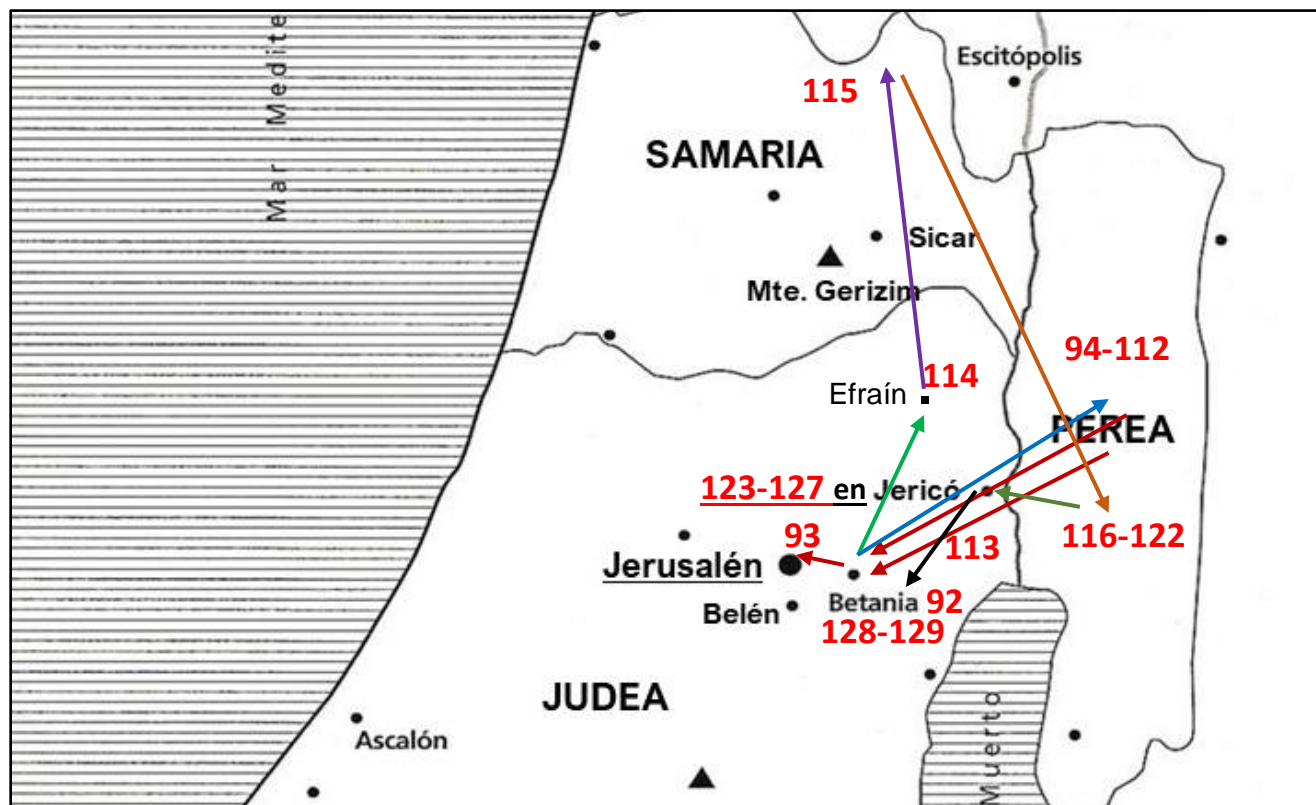 Mar Medite
Escitópolis
115
SAMARIA
Sicar
Mte. Gerizim
94-112
Efraín 114
PEREA
123-127 en Jericó
93
113
116-122
Jerusalén
Betania 92
Belén
128-129
JUDEA
Muerto
Ascalón